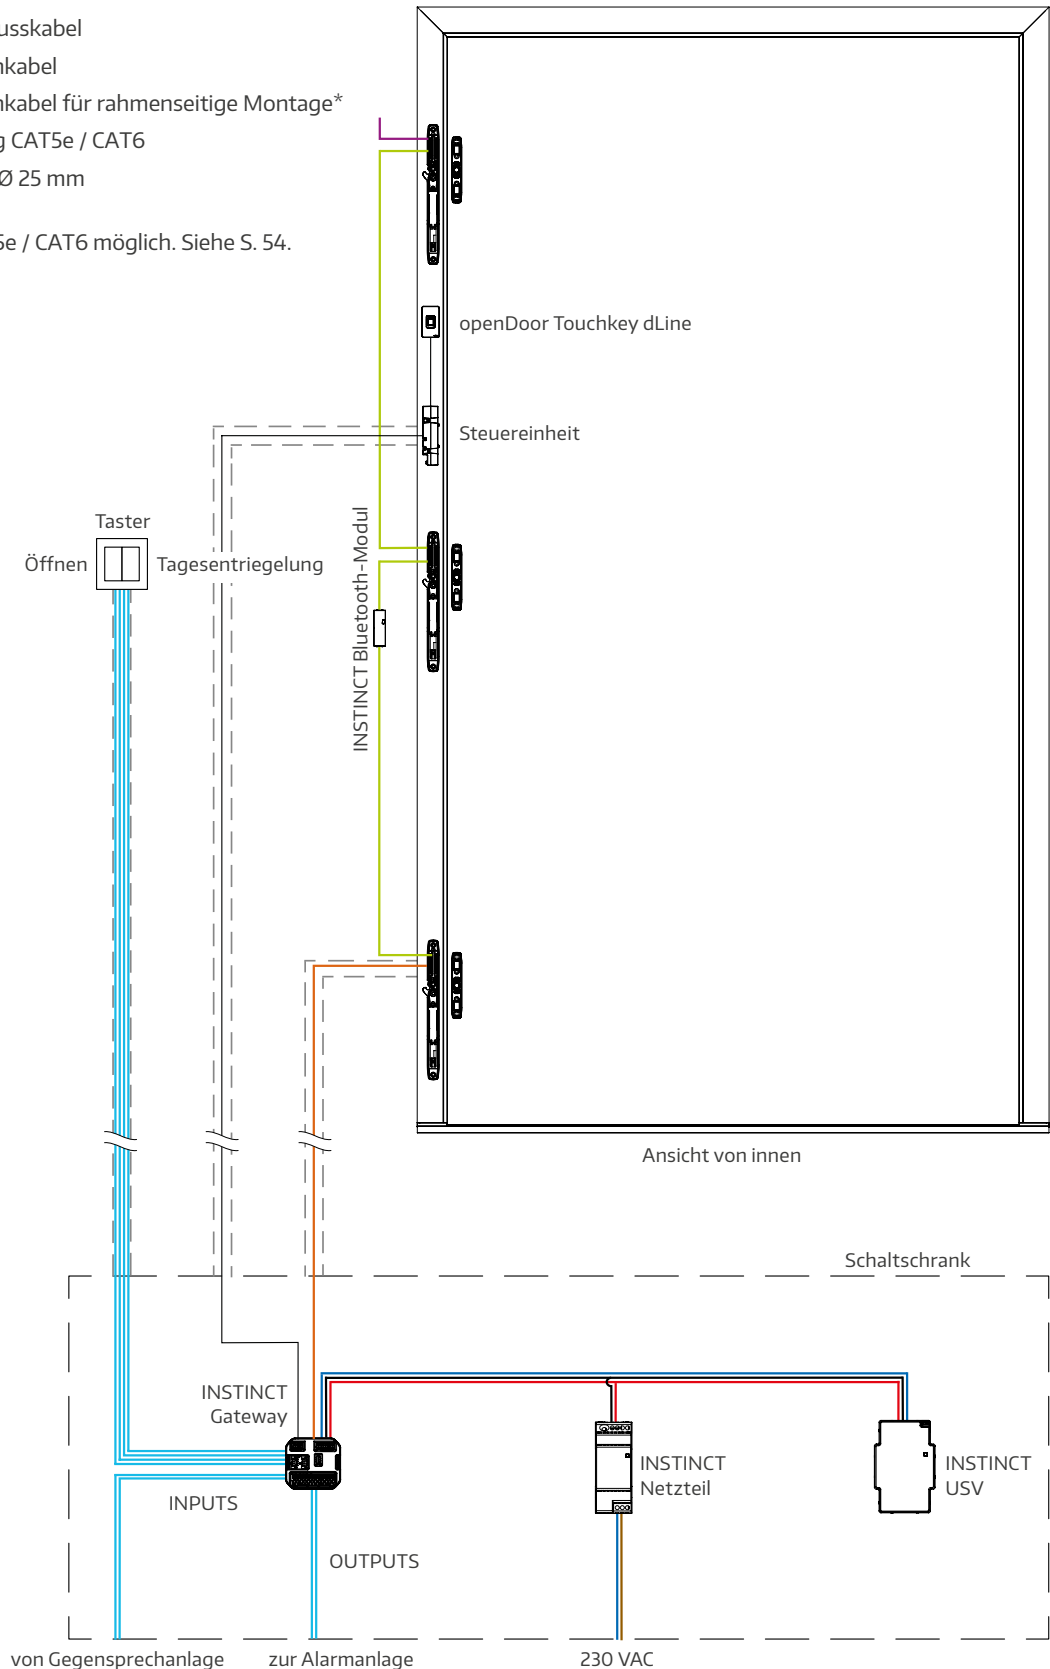 usskabel
nkabel
nkabel für rahmenseitige Montage*
g CAT5e / CAT6
Ø 25 mm
5e / CAT6 möglich. Siehe S. 54.
openDoor Touchkey dLine
Steuereinheit
Taster
Öffnen
Tagesentriegelung
INSTINCT Bluetooth-Modul
Ansicht von innen
Schaltschrank
INSTINCT
Gateway
INSTINCT
Netzteil
INSTINCT
USV
INPUTS
OUTPUTS
von Gegensprechanlage
zur Alarmanlage
230 VAC